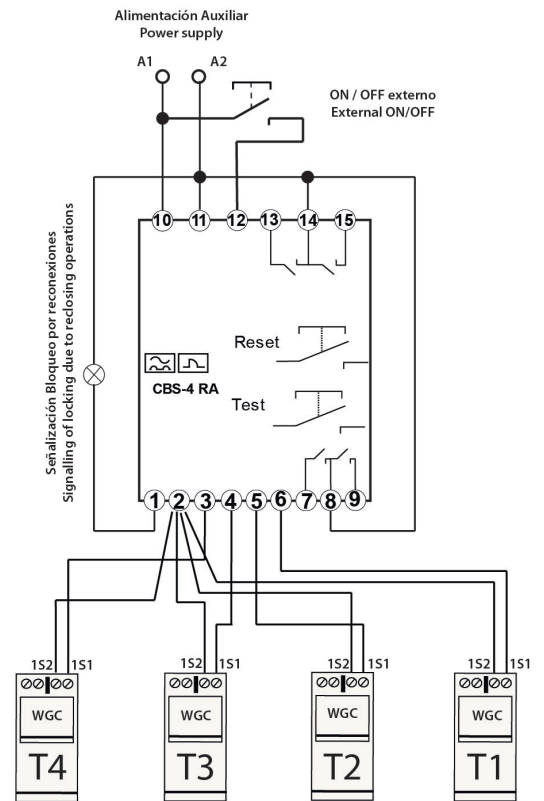 Alimentación Auxiliar
Power supply
A1
A2
ON / OFF externo
External ON/OFF
10
11
12
13
14
15
Señalización Bloqueo por reconexiones
Signalling of locking due to reclosing operations
Reset
CBS-4 RA
Test
1
2
3
4
5
6
7
8
9
1S2
1S1
1S2
1S1
1S2
1S1
1S2
1S1
WGC
WGC
WGC
WGC
T4
T3
T2
T1